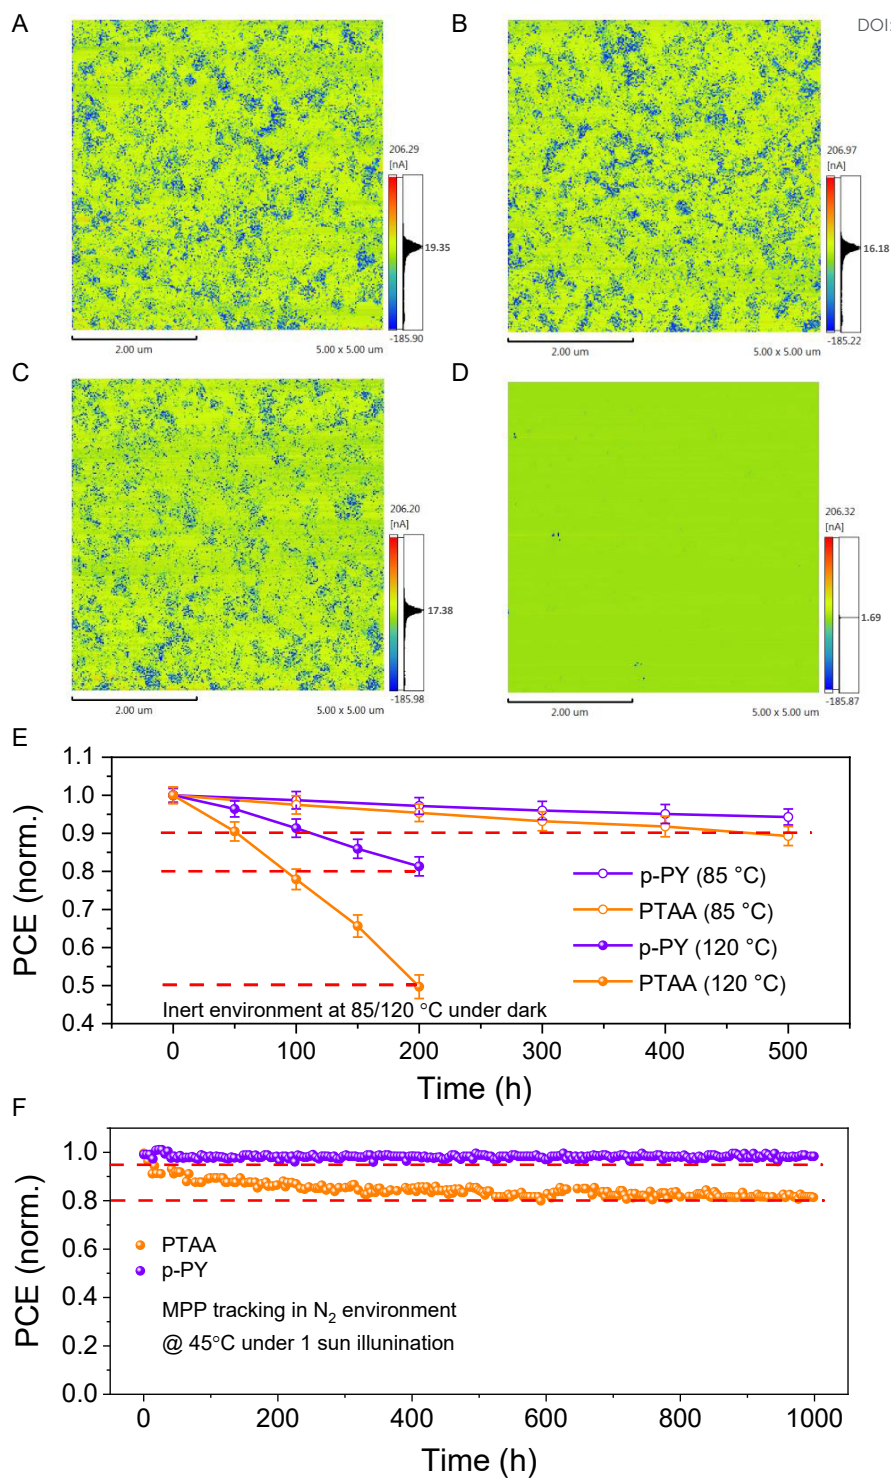 A
B
DOI:
206.29
[nA]
19.35
-185.90
2.00 um
5.00 x 5.00 um
206.97
[nA]
16.18
-185.22
2.00 um
5.00 x 5.00 um
C
D
206.20
[nA]
17.38
-185.98
2.00 um
5.00 x 5.00 um
206.32
[nA]
1.69
-185.87
2.00 um
5.00 x 5.00 um
E
1.1
1.0
0.9
0.8
0.7
0.6
0.5
0.4
PCE (norm.)
p-PY (85 °C)
PTAA (85 °C)
p-PY (120 °C)
PTAA (120 °C)
Inert environment at 85/120 °C under dark
0 100 200 300 400 500
Time (h)
F
1.0
0.8
0.6
0.4
0.2
0.0
PCE (norm.)
PTAA
p-PY
MPP tracking in N₂ environment
@ 45°C under 1 sun illunination
0 200 400 600 800 1000
Time (h)